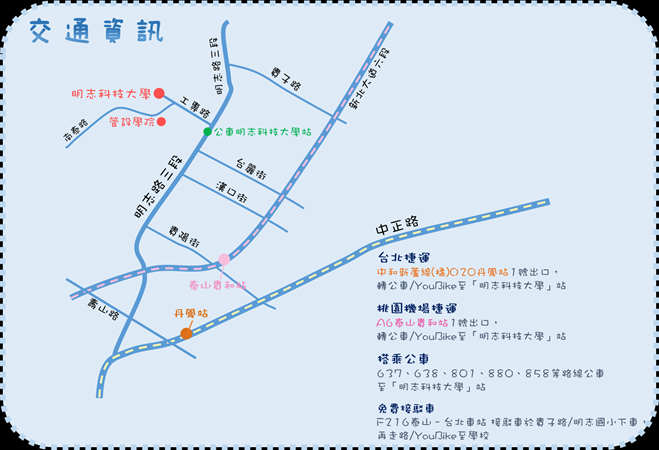 交通資訊
明志路三段
貴子路
新北大道六段
明志科技大學
工專路
管設學院
南泰路
公車明志科技大學站
台麗街
明志路三段
漢口街
貴陽街
中正路
泰山貴和站
壽山路
丹鳳站
台北捷運
中和新蘆線(橘)O20丹鳳站1號出口，
轉公車/YouBike至「明志科技大學」站
桃園機場捷運
A6泰山貴和站1號出口，
轉公車/YouBike至「明志科技大學」站
搭乘公車
637、638、801、880、858等路線公車
至「明志科技大學」站
免費接駁車
F216泰山-台北車站 接駁車於貴子路/明志國小下車，
再走路/YouBike至學校